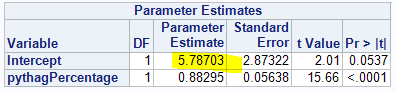 Parameter Estimates
Variable DF Parameter Estimate Standard Error t Value Pr > |t|
Intercept 1 5.78703 2.87322 2.01 0.0537
pythagPercentage 1 0.88295 0.05638 15.66 <.0001